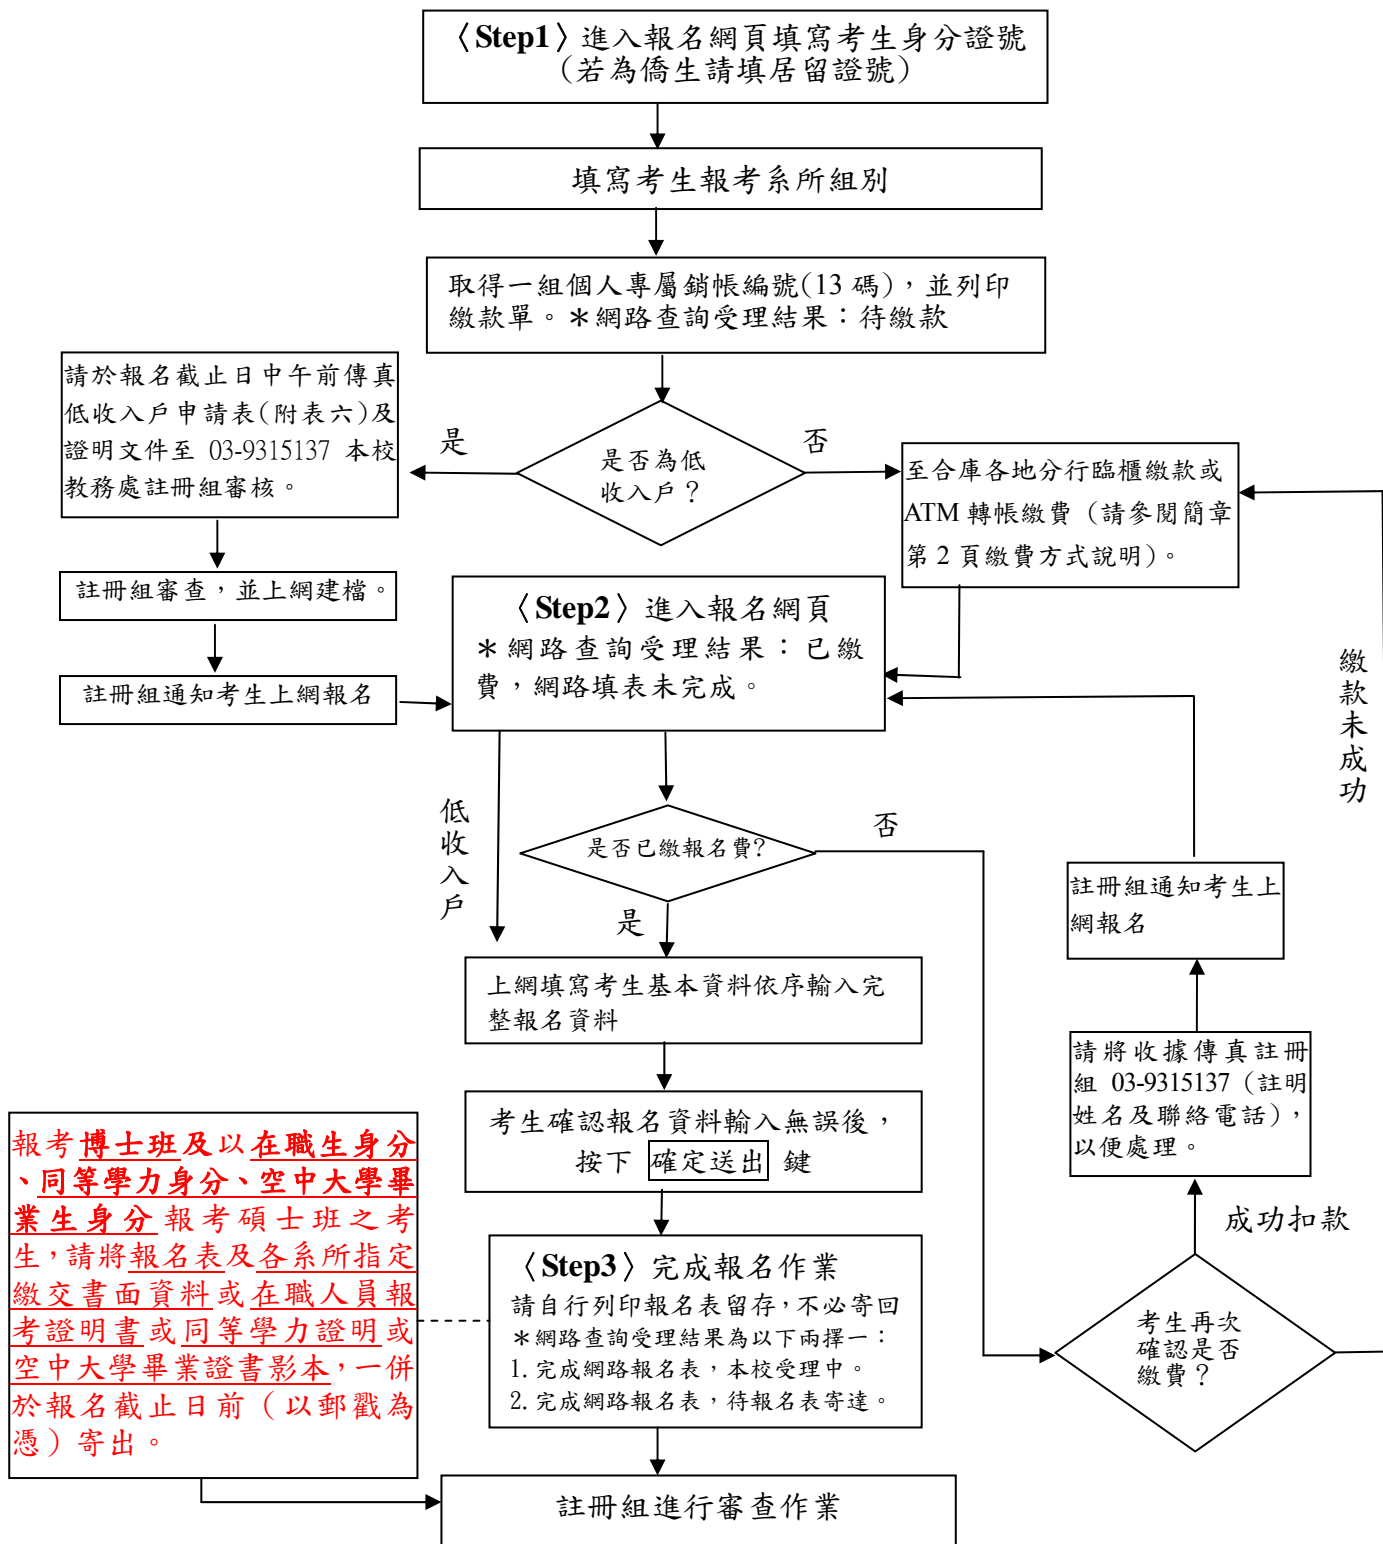 〈Step1〉進入報名網頁填寫考生身分證號
(若為僑生請填居留證號)
填寫考生報考系所組別
取得一組個人專屬銷帳編號(13 碼)，並列印
繳款單。＊網路查詢受理結果：待繳款
請於報名截止日中午前傳真
低收入戶申請表(附表六)及
證明文件至 03-9315137 本校
教務處註冊組審核。
是
是否為低
收入戶？
否
至合庫各地分行臨櫃繳款或
ATM 轉帳繳費（請參閱簡章
第 2 頁繳費方式說明)。
註冊組審查，並上網建檔。
註冊組通知考生上網報名
〈Step2〉進入報名網頁
＊網路查詢受理結果：已繳
費，網路填表未完成。
繳款未成功
低收入戶
是否已繳報名費?
否
是
註冊組通知考生上
網報名
上網填寫考生基本資料依序輸入完
整報名資料
請將收據傳真註冊
組 03-9315137（註明
姓名及聯絡電話)，
以便處理。
考生確認報名資料輸入無誤後，
按下 確定送出 鍵
報考博士班及以在職生身分
、同等學力身分、空中大學畢
業生身分報考碩士班之考
生，請將報名表及各系所指定
繳交書面資料或在職人員報
考證明書或同等學力證明或
空中大學畢業證書影本，一併
於報名截止日前（以郵戳為
憑）寄出。
成功扣款
〈Step3〉完成報名作業
請自行列印報名表留存，不必寄回
＊網路查詢受理結果為以下兩擇一：
1. 完成網路報名表，本校受理中。
2. 完成網路報名表，待報名表寄達。
考生再次
確認是否
繳費？
註冊組進行審查作業